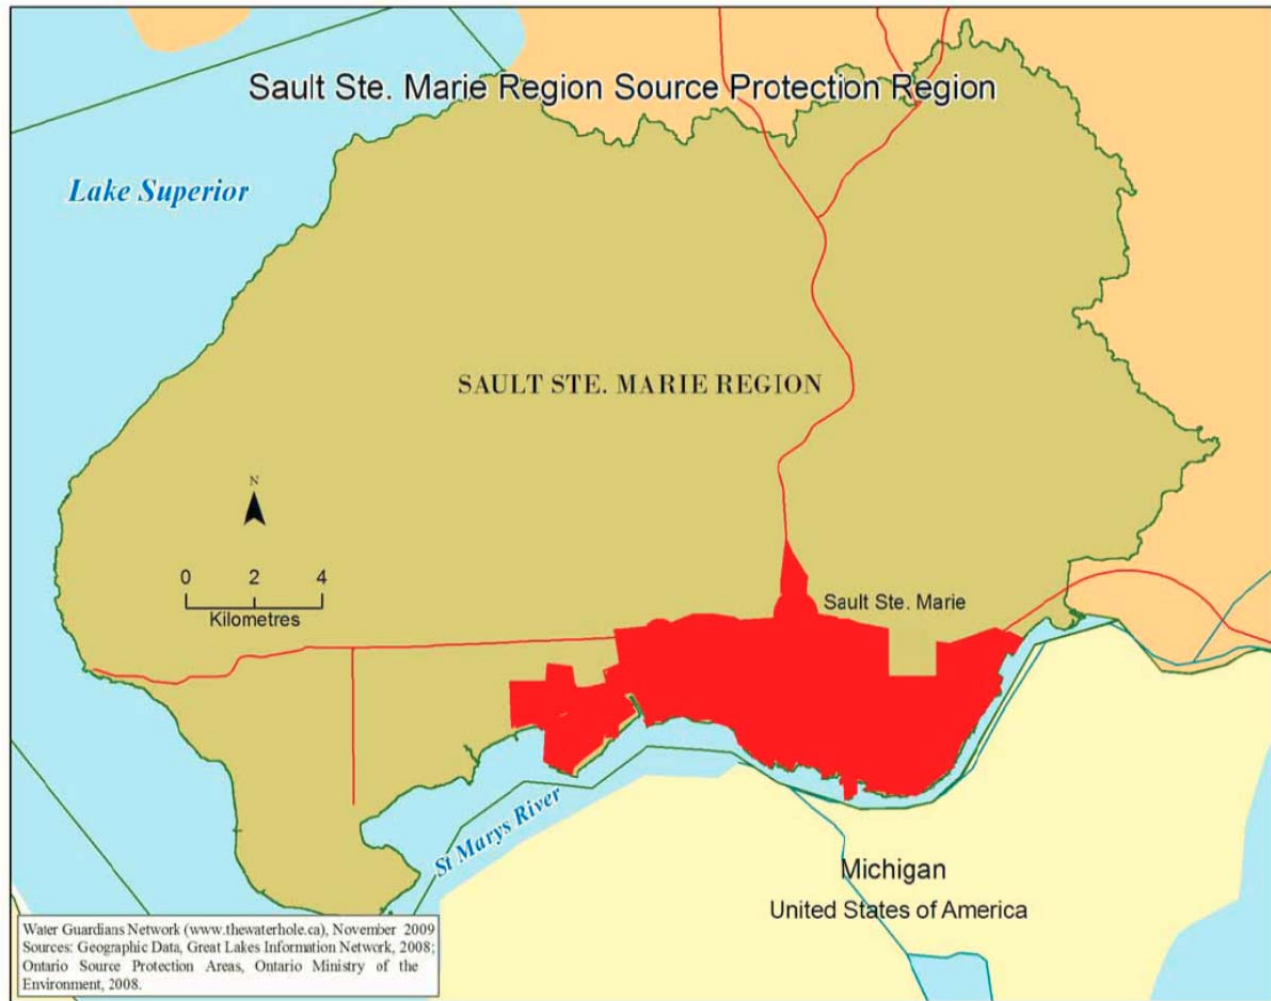 Sault Ste. Marie Region Source Protection Region
Lake Superior
SAULT STE. MARIE REGION
N
0 2 4
Kilometres
Sault Ste. Marie
St Marys River
Michigan
United States of America
Water Guardians Network (www.thewaterhole.ca), November 2009
Sources: Geographic Data, Great Lakes Information Network, 2008;
Ontario Source Protection Areas, Ontario Ministry of the
Environment, 2008.